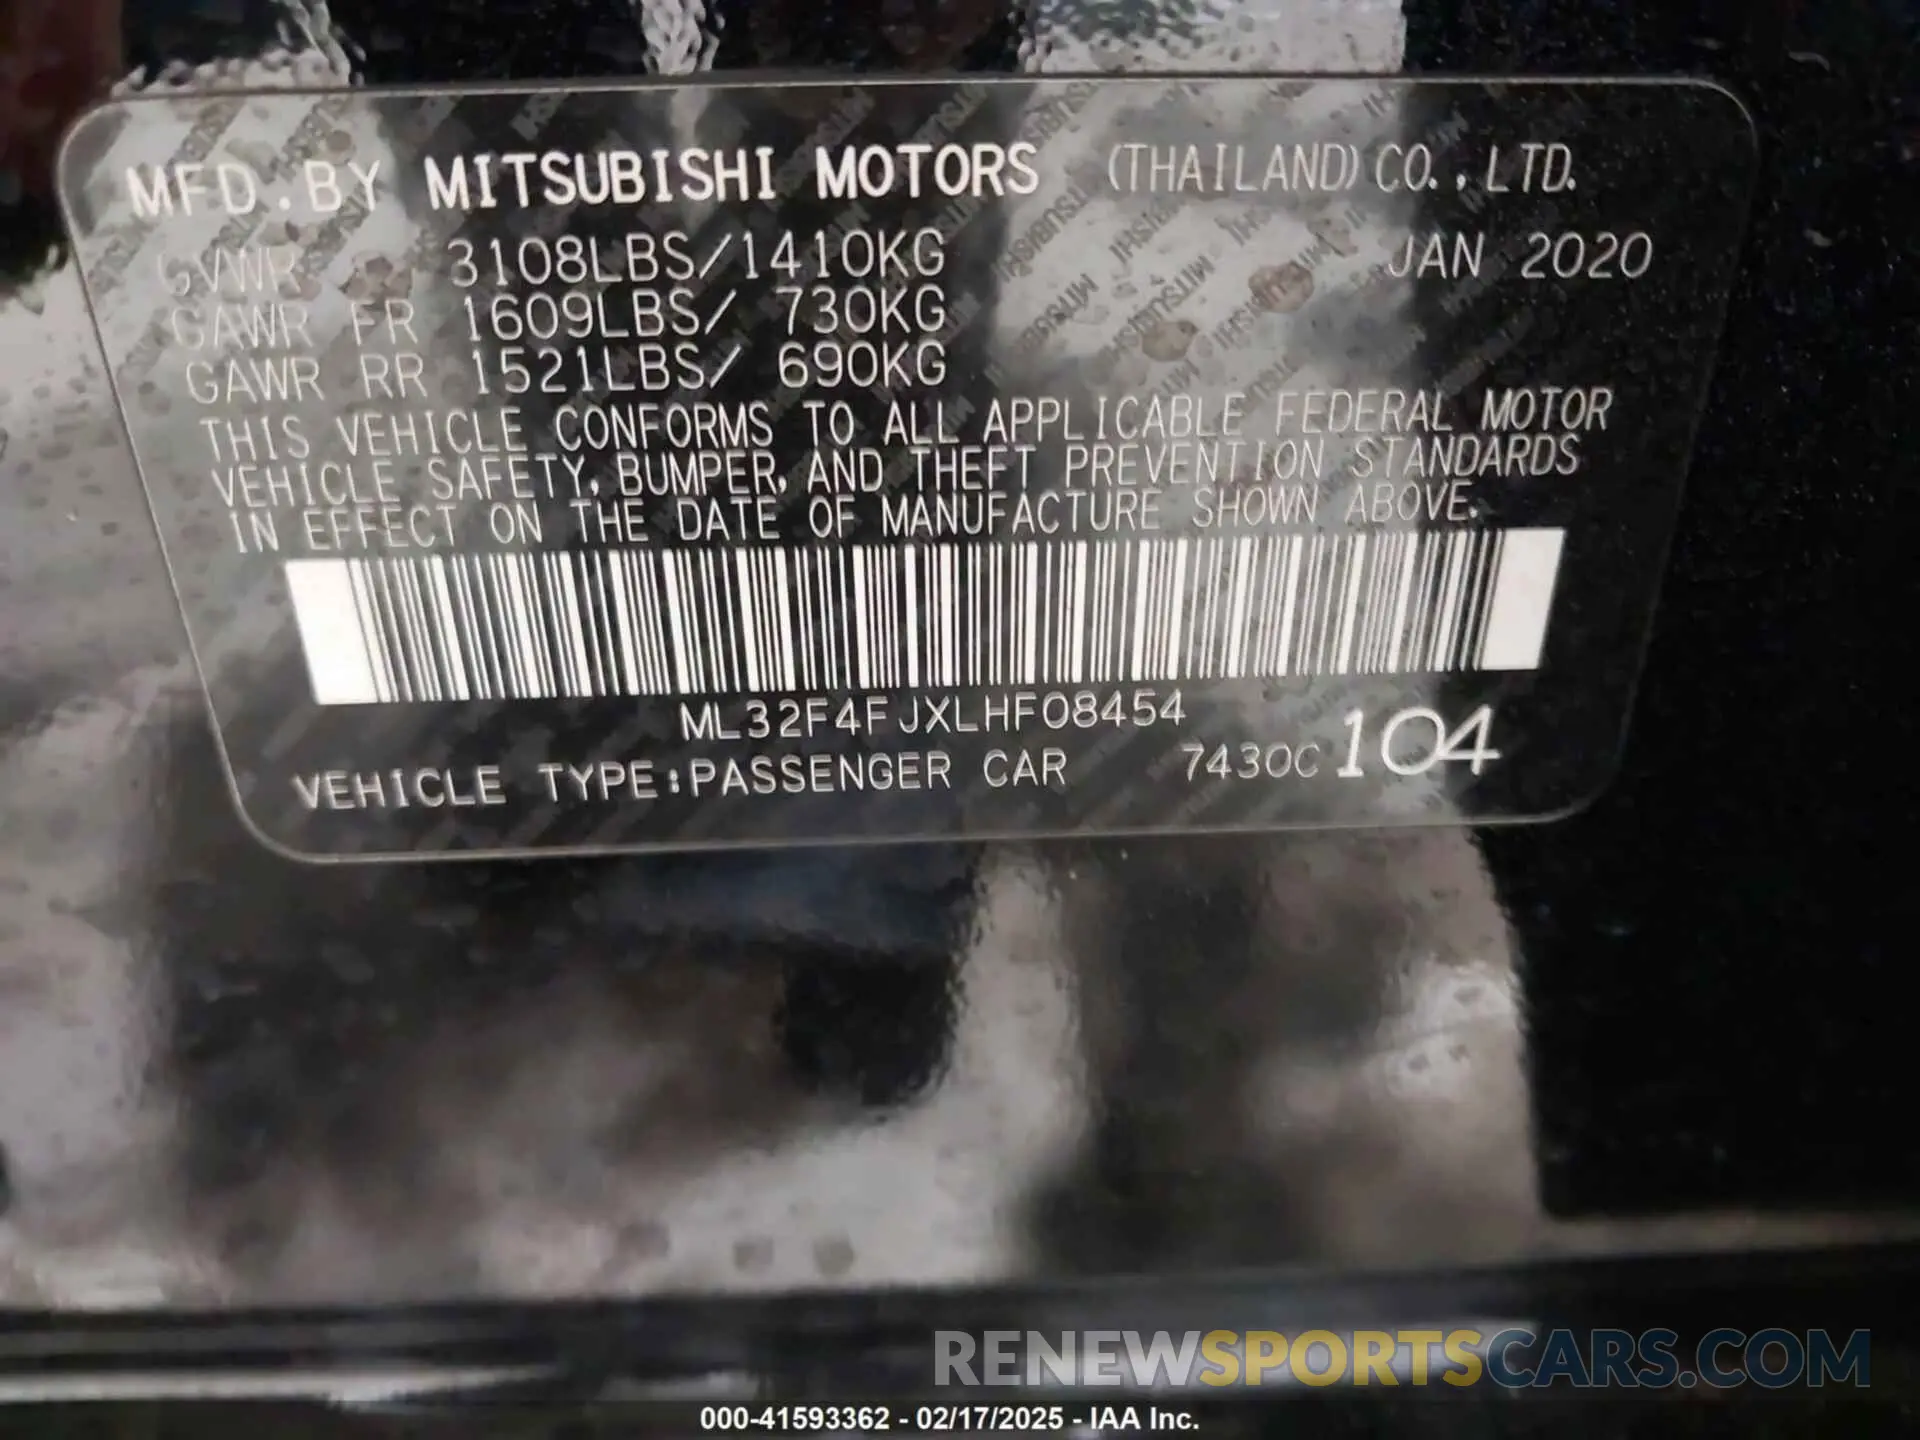 MFD.BY MITSUBISHI MOTORS (THAILAND) CO., LTD.
GVWR 3108LBS/1410KG JAN 2020
GAWR FR 1609LBS/ 730KG
GAWR RR 1521LBS/ 690KG
THIS VEHICLE CONFORMS TO ALL APPLICABLE FEDERAL MOTOR
VEHICLE SAFETY, BUMPER, AND THEFT PREVENTION STANDARDS
IN EFFECT ON THE DATE OF MANUFACTURE SHOWN ABOVE.
ML32F4FJXLHF08454
VEHICLE TYPE:PASSENGER CAR 7430C104
RENEWSPORTSCARS.COM
000-41593362 - 02/17/2025 - IAA Inc.